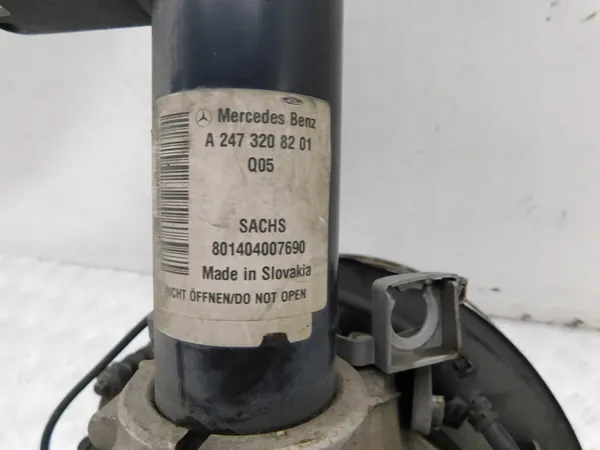 Mercedes Benz
A 247 320 82 01
Q05
SACHS
801404007690
Made in Slovakia
NICHT ÖFFNEN/DO NOT OPEN